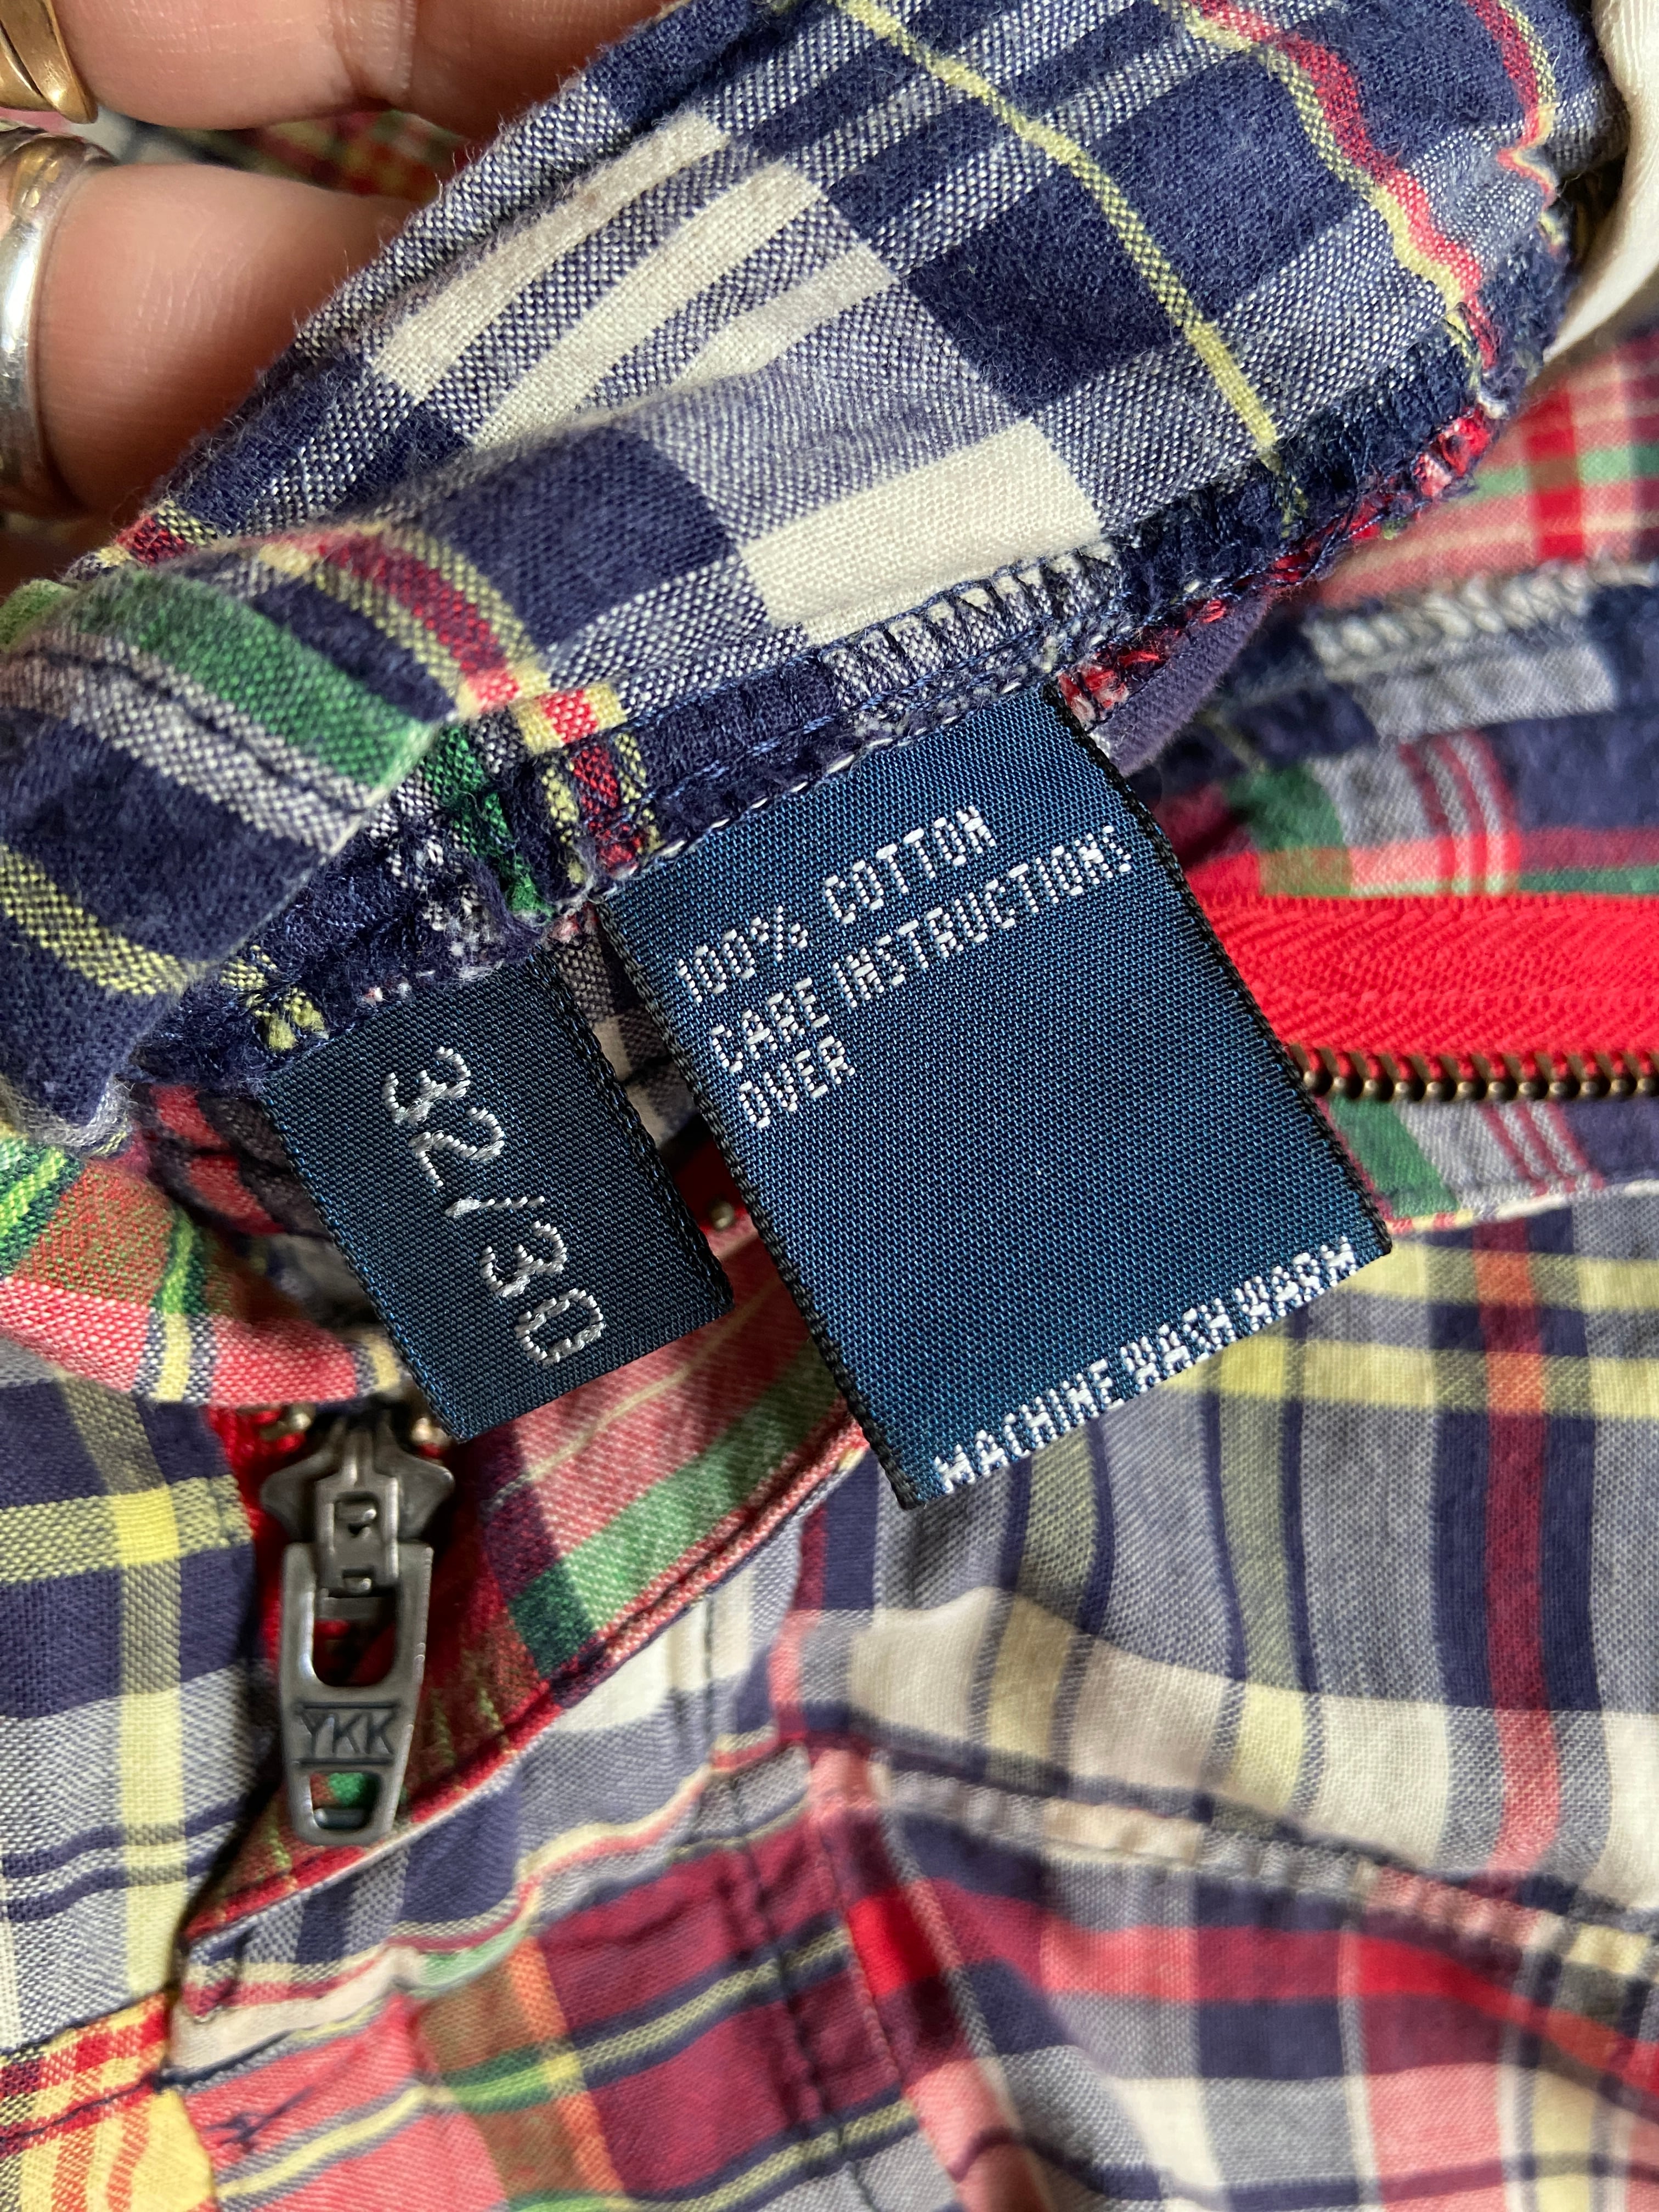 100% COTTON
CARE INSTRUCTIONS
OVER
MACHINE WASH WARM
32/30
YKK